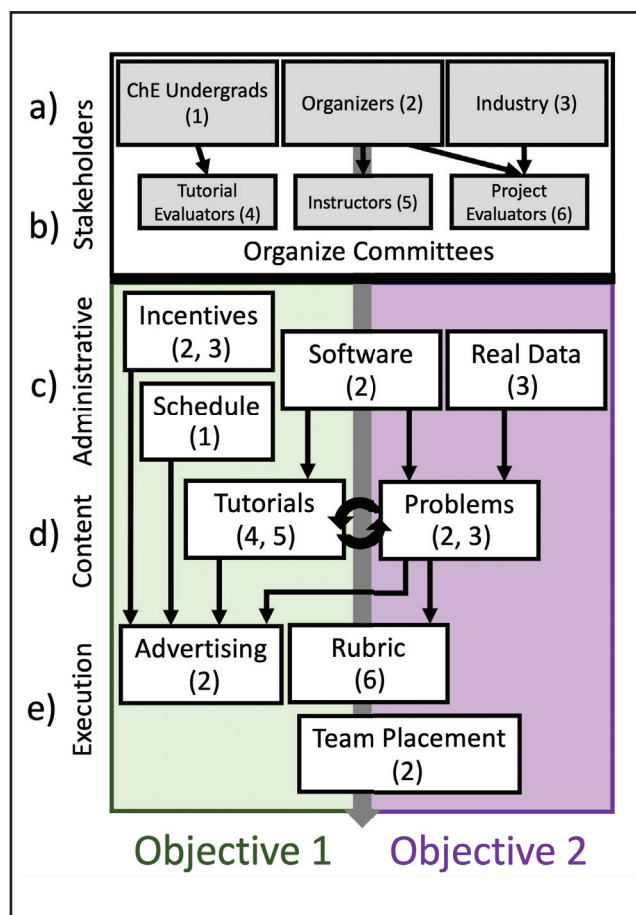 a)
Stakeholders
ChE Undergrads
(1)
Organizers (2)
Industry (3)
b)
Tutorial
Evaluators (4)
Instructors (5)
Project
Evaluators (6)
Organize Committees
c)
Administrative
Incentives
(2, 3)
Software
(2)
Real Data
(3)
Schedule
(1)
d)
Content
Tutorials
(4, 5)
Problems
(2, 3)
e)
Execution
Advertising
(2)
Rubric
(6)
Team Placement
(2)
Objective 1
Objective 2